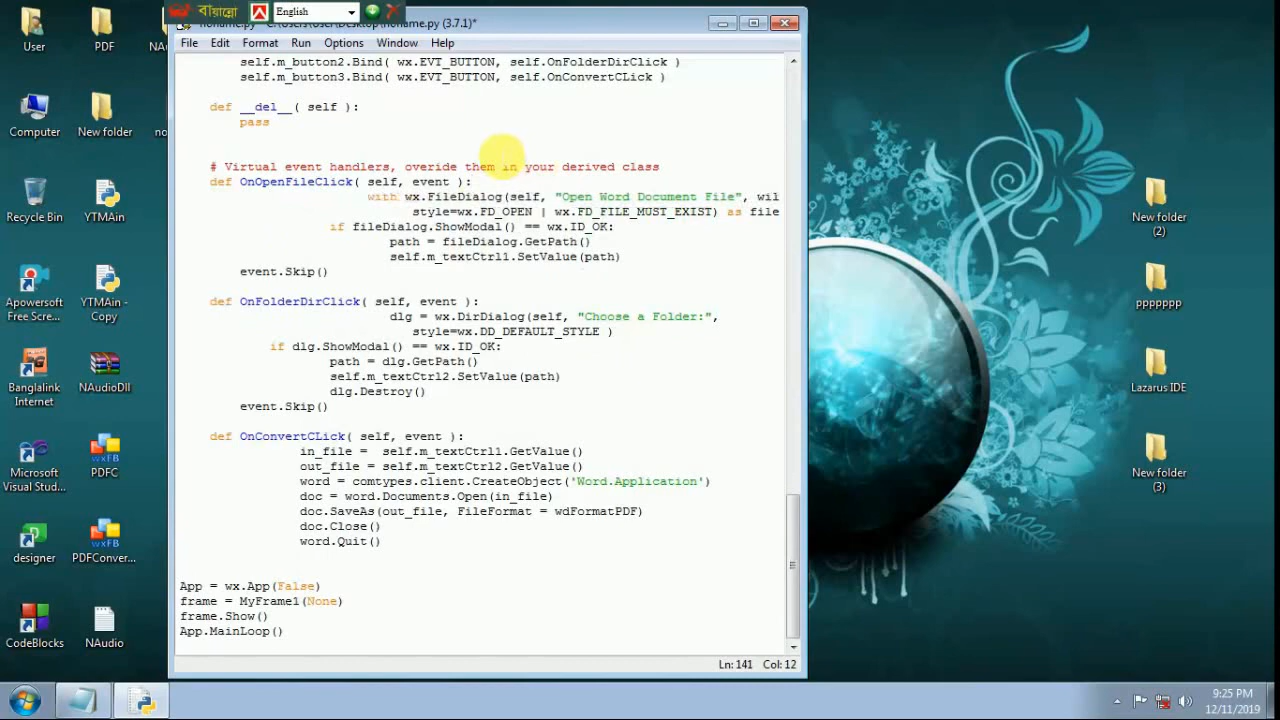 বাঁয়ান্নো
English
noname.py - C:\Users\User\Desktop\noname.py (3.7.1)*
File Edit Format Run Options Window Help
self.m_button2.Bind( wx.EVT_BUTTON, self.OnFolderDirClick )
self.m_button3.Bind( wx.EVT_BUTTON, self.OnConvertCLick )
def __del__( self ):
pass
# Virtual event handlers, overide them in your derived class
def OnOpenFileClick( self, event ):
with wx.FileDialog(self, "Open Word Document File", wil
style=wx.FD_OPEN | wx.FD_FILE_MUST_EXIST) as file
if fileDialog.ShowModal() == wx.ID_OK:
path = fileDialog.GetPath()
self.m_textCtrl1.SetValue(path)
event.Skip()
def OnFolderDirClick( self, event ):
dlg = wx.DirDialog(self, "Choose a Folder:",
style=wx.DD_DEFAULT_STYLE )
if dlg.ShowModal() == wx.ID_OK:
path = dlg.GetPath()
self.m_textCtrl2.SetValue(path)
dlg.Destroy()
event.Skip()
def OnConvertCLick( self, event ):
in_file =  self.m_textCtrl1.GetValue()
out_file = self.m_textCtrl2.GetValue()
word = comtypes.client.CreateObject('Word.Application')
doc = word.Documents.Open(in_file)
doc.SaveAs(out_file, FileFormat = wdFormatPDF)
doc.Close()
word.Quit()
App = wx.App(False)
frame = MyFrame1(None)
frame.Show()
App.MainLoop()
Ln: 141 Col: 12
User
PDF
NAu
Computer
New folder
no
Recycle Bin
YTMAin
Apowersoft
Free Scre...
YTMAin -
Copy
Banglalink
Internet
NAudioDll
Microsoft
Visual Stud...
wxFB
PDFC
designer
wxFB
PDFConver...
CodeBlocks
NAudio
New folder
(2)
ppppppp
Lazarus IDE
New folder
(3)
9:25 PM
12/11/2019